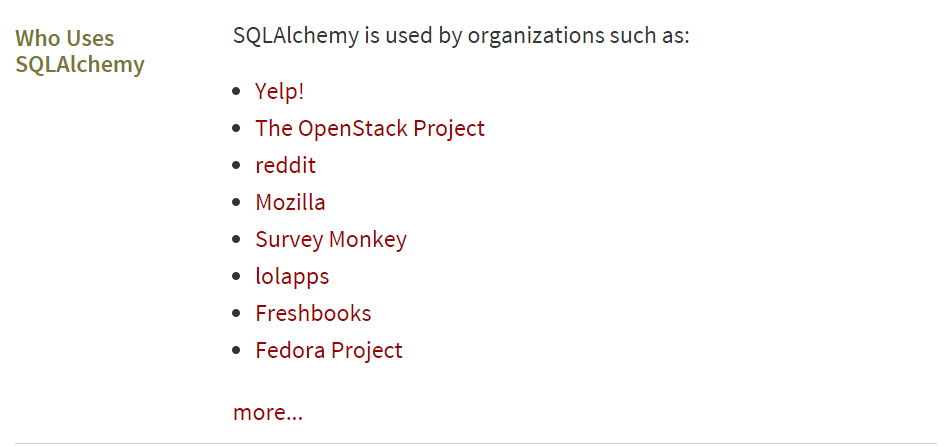 Who Uses
SQLAlchemy
SQLAlchemy is used by organizations such as:
Yelp!
The OpenStack Project
reddit
Mozilla
Survey Monkey
lolapps
Freshbooks
Fedora Project
more...